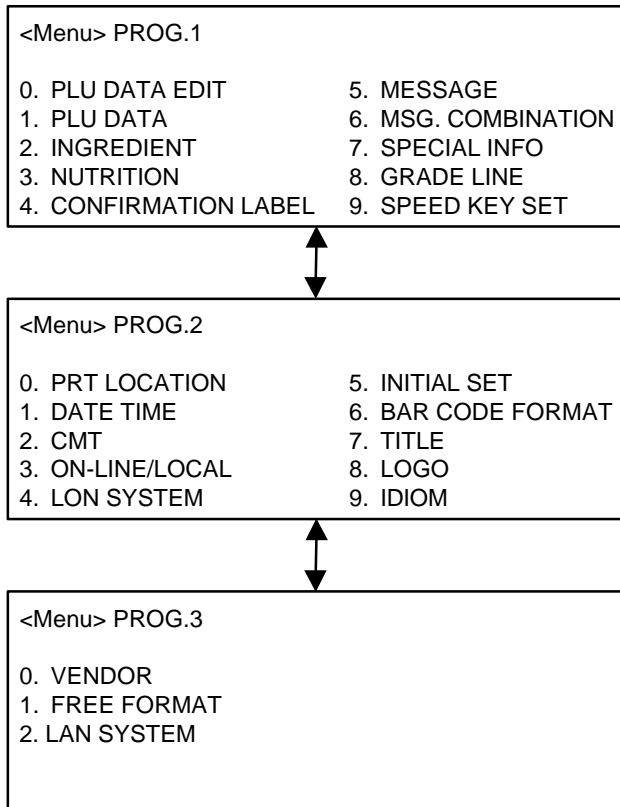 <Menu> PROG.1
0. PLU DATA EDIT 5. MESSAGE
1. PLU DATA 6. MSG. COMBINATION
2. INGREDIENT 7. SPECIAL INFO
3. NUTRITION 8. GRADE LINE
4. CONFIRMATION LABEL 9. SPEED KEY SET
<Menu> PROG.2
0. PRT LOCATION 5. INITIAL SET
1. DATE TIME 6. BAR CODE FORMAT
2. CMT 7. TITLE
3. ON-LINE/LOCAL 8. LOGO
4. LON SYSTEM 9. IDIOM
<Menu> PROG.3
0. VENDOR
1. FREE FORMAT
2. LAN SYSTEM